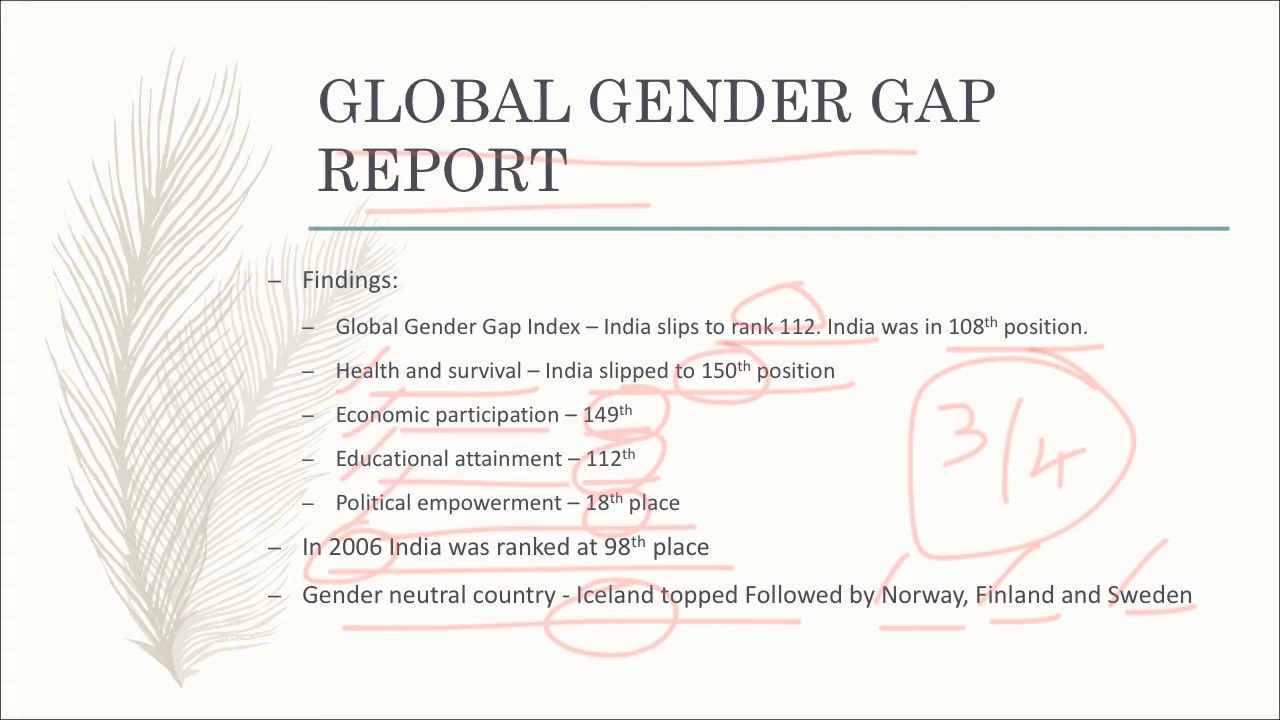 GLOBAL GENDER GAP
REPORT
– Findings:
– Global Gender Gap Index – India slips to rank 112. India was in 108th position.
– Health and survival – India slipped to 150th position
– Economic participation – 149th
– Educational attainment – 112th
– Political empowerment – 18th place
– In 2006 India was ranked at 98th place
– Gender neutral country - Iceland topped Followed by Norway, Finland and Sweden
3/4